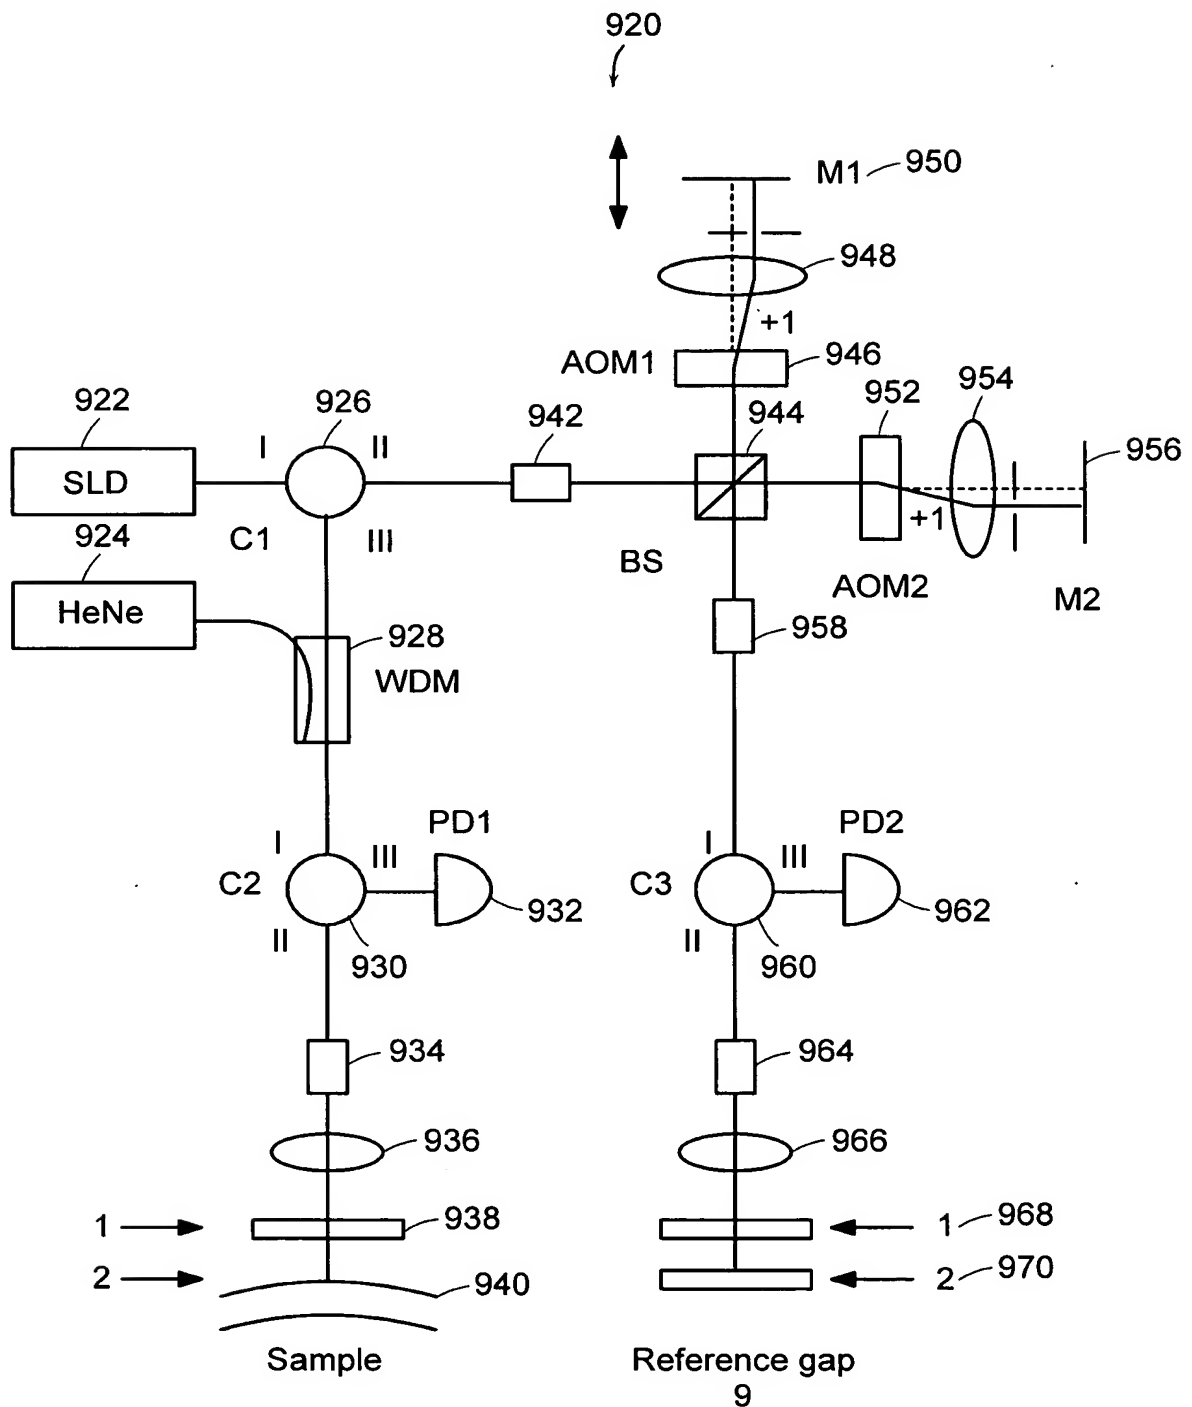 920
M1 950
948
+1
AOM1 946
952 954
922 926 942 944
I II
SLD
956
924 C1 III
+1
BS
HeNe
AOM2
M2
928 958
WDM
PD1 PD2
I III I III
C2 C3
932 962
II 930 II 960
934 964
936 966
1 938 1 968
2 940 2 970
Sample Reference gap
9